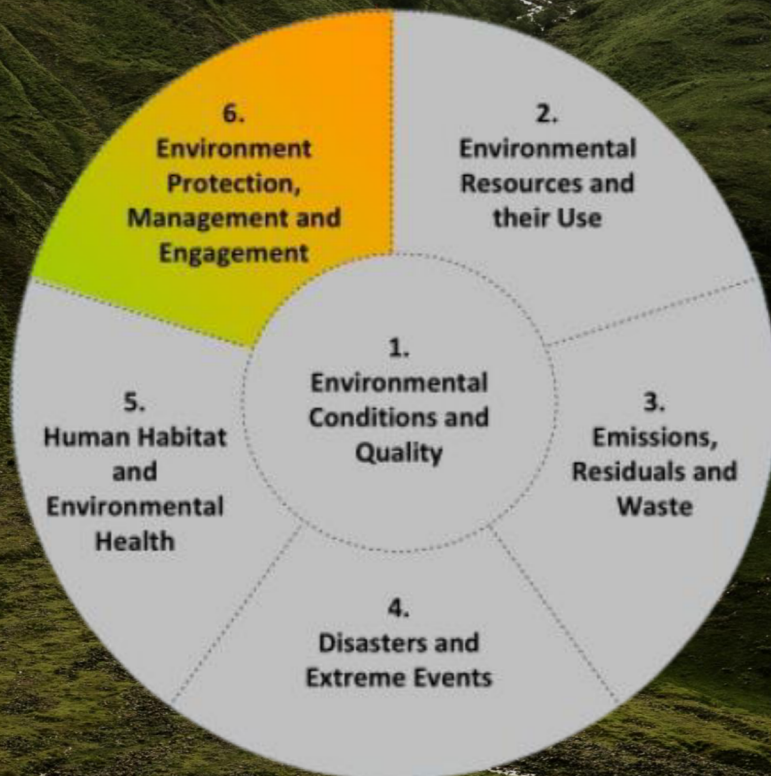 1.
Environmental
Conditions and
Quality
2.
Environmental
Resources and
their Use
3.
Emissions,
Residuals and
Waste
4.
Disasters and
Extreme Events
5.
Human Habitat
and
Environmental
Health
6.
Environment
Protection,
Management and
Engagement